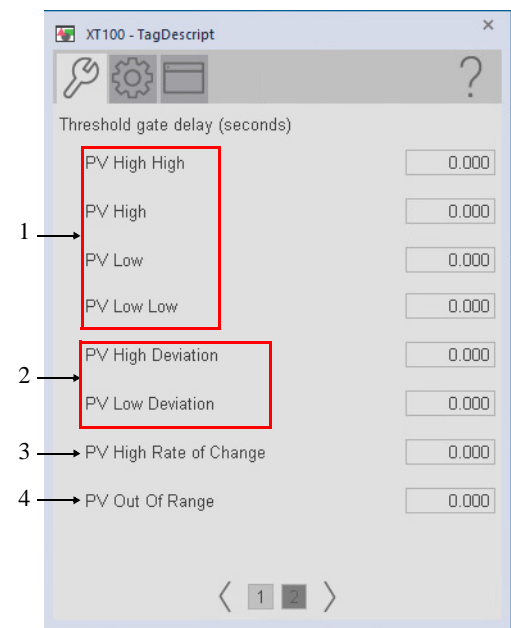 XT100 - TagDescript ×
?
Threshold gate delay (seconds)
PV High High 0.000
PV High 0.000
1
PV Low 0.000
PV Low Low 0.000
PV High Deviation 0.000
2
PV Low Deviation 0.000
3 PV High Rate of Change 0.000
4 PV Out Of Range 0.000
1 2